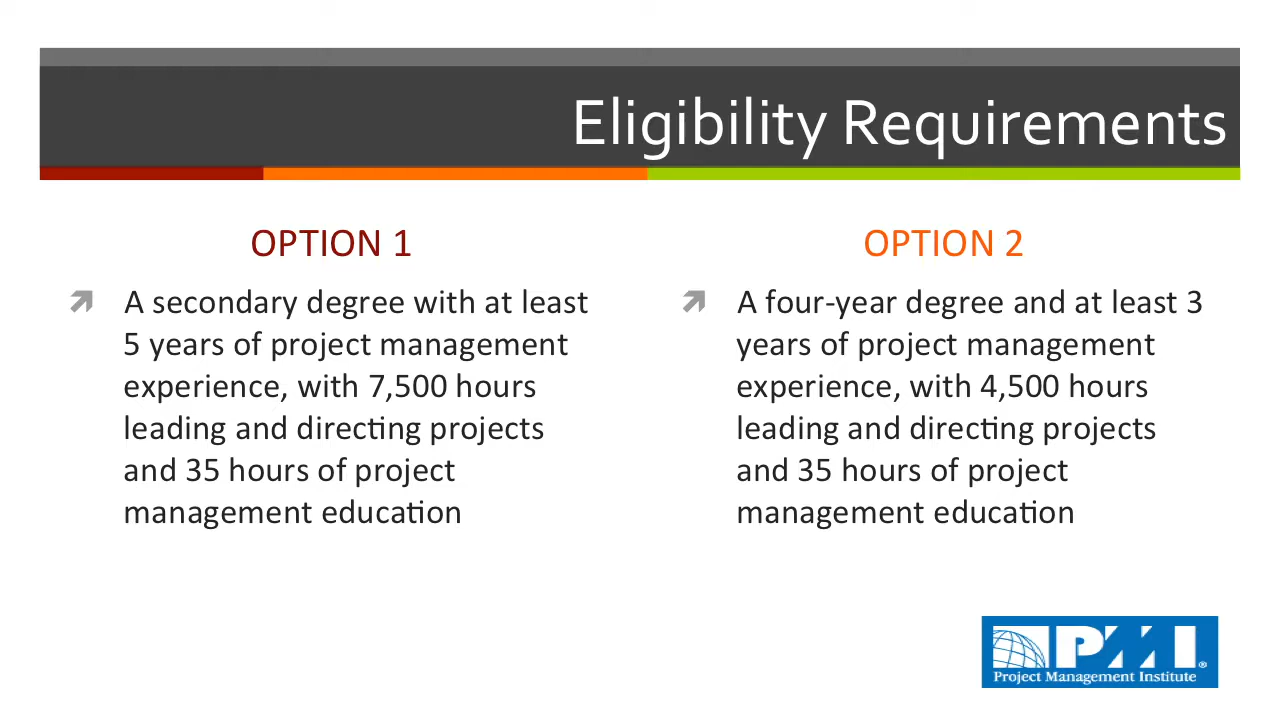 Eligibility Requirements
OPTION 1
A secondary degree with at least
5 years of project management
experience, with 7,500 hours
leading and directing projects
and 35 hours of project
management education
OPTION 2
A four-year degree and at least 3
years of project management
experience, with 4,500 hours
leading and directing projects
and 35 hours of project
management education
PMI®
Project Management Institute